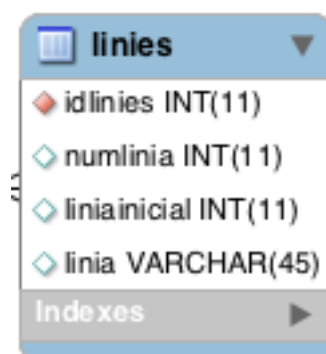 linies
idlinies INT(11)
numlinia INT(11)
liniainicial INT(11)
linia VARCHAR(45)
Indexes